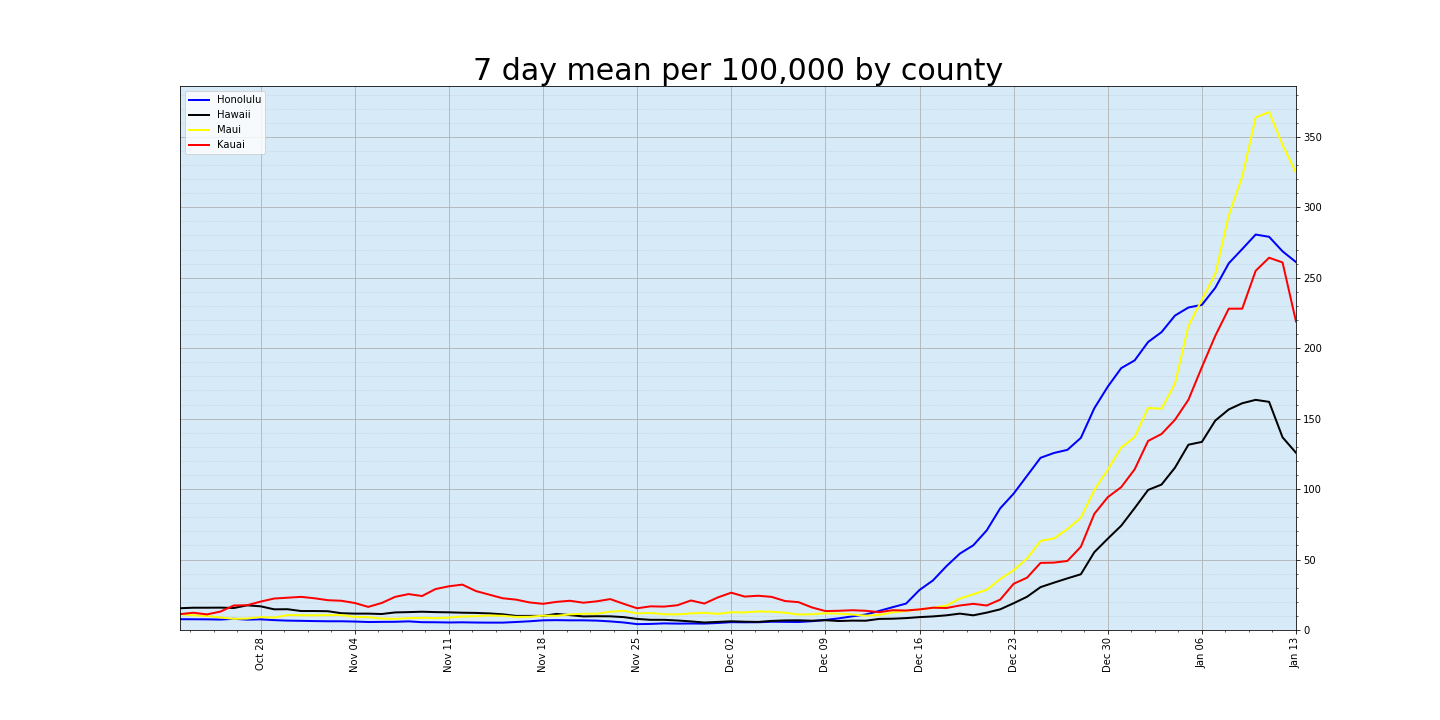 7 day mean per 100,000 by county
Honolulu
Hawaii
Maui
Kauai
350
300
250
200
150
100
50
0
Oct 28
Nov 04
Nov 11
Nov 18
Nov 25
Dec 02
Dec 09
Dec 16
Dec 23
Dec 30
Jan 06
Jan 13